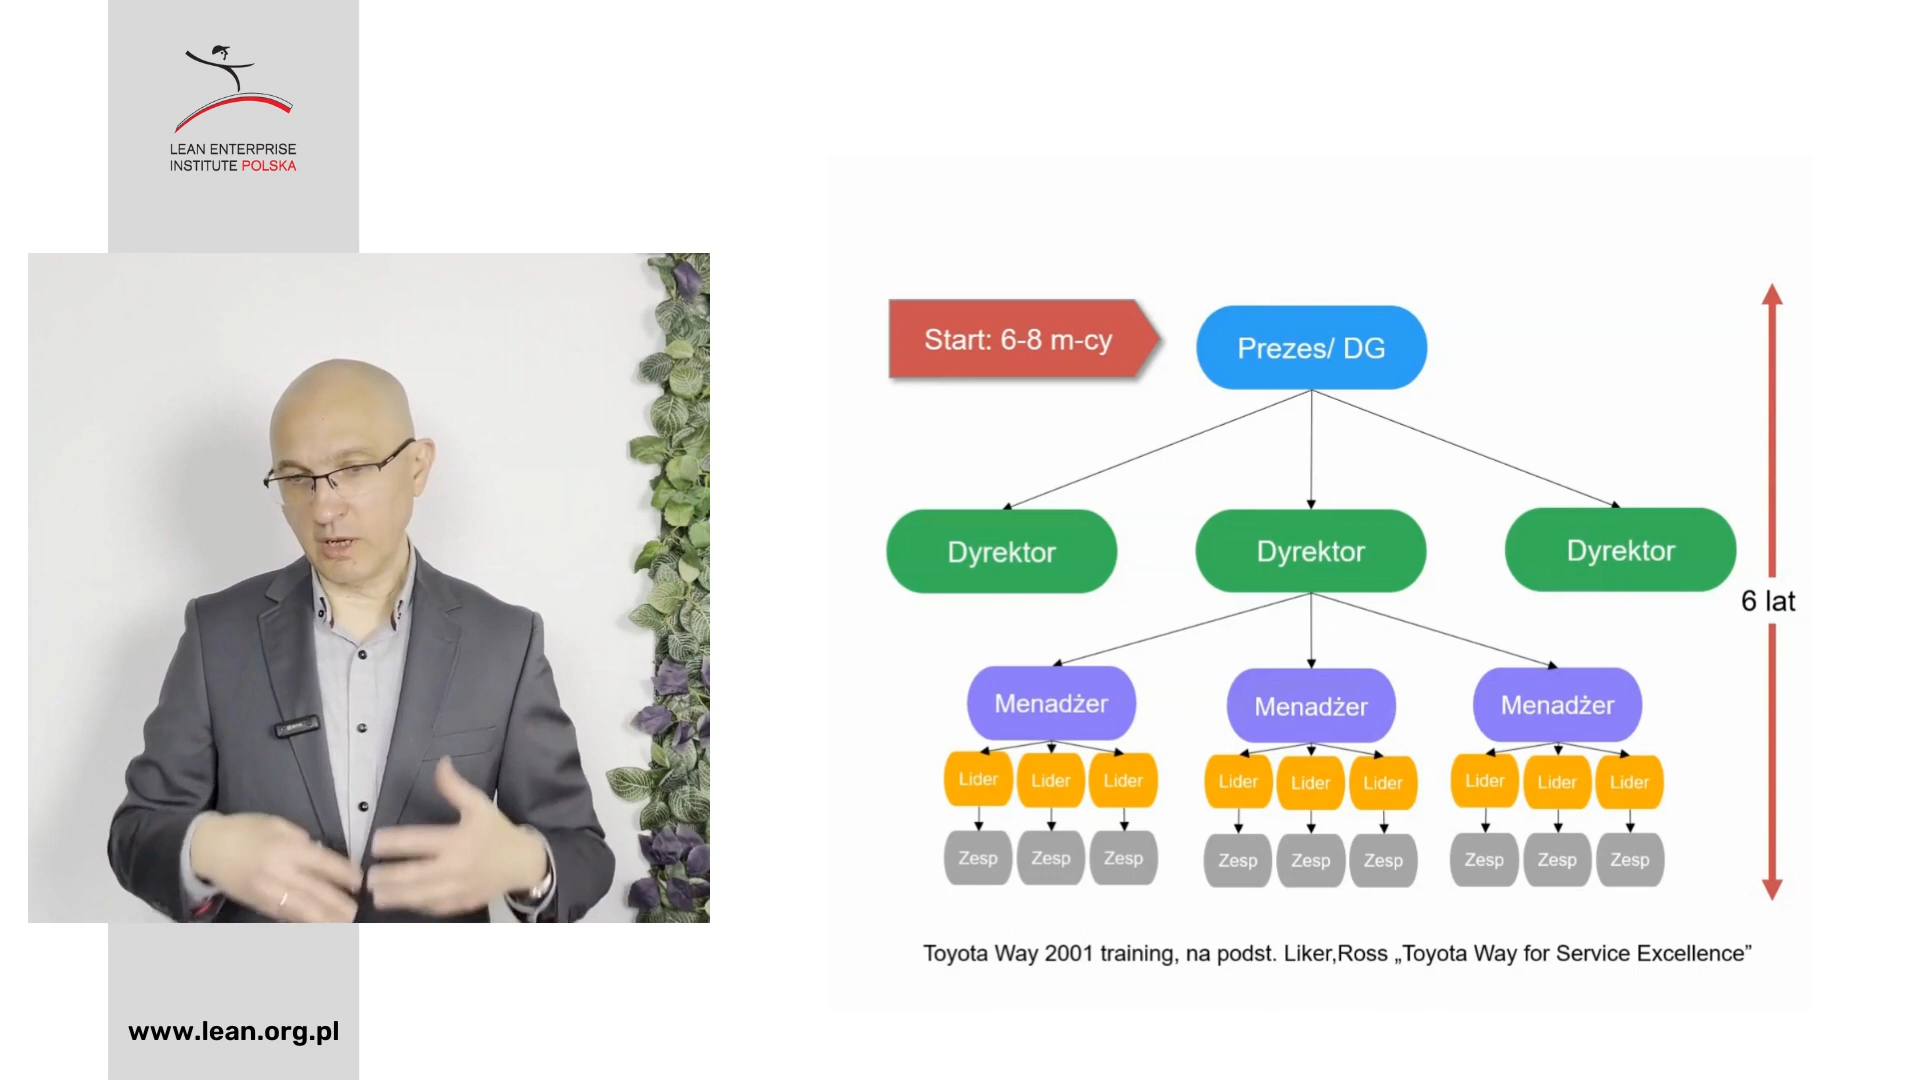 LEAN ENTERPRISE
INSTITUTE POLSKA
Start: 6-8 m-cy
Prezes/ DG
Dyrektor
Dyrektor
Dyrektor
6 lat
Menadżer
Menadżer
Menadżer
Lider
Lider
Lider
Lider
Lider
Lider
Lider
Lider
Lider
Zesp
Zesp
Zesp
Zesp
Zesp
Zesp
Zesp
Zesp
Zesp
Toyota Way 2001 training, na podst. Liker,Ross „Toyota Way for Service Excellence”
www.lean.org.pl